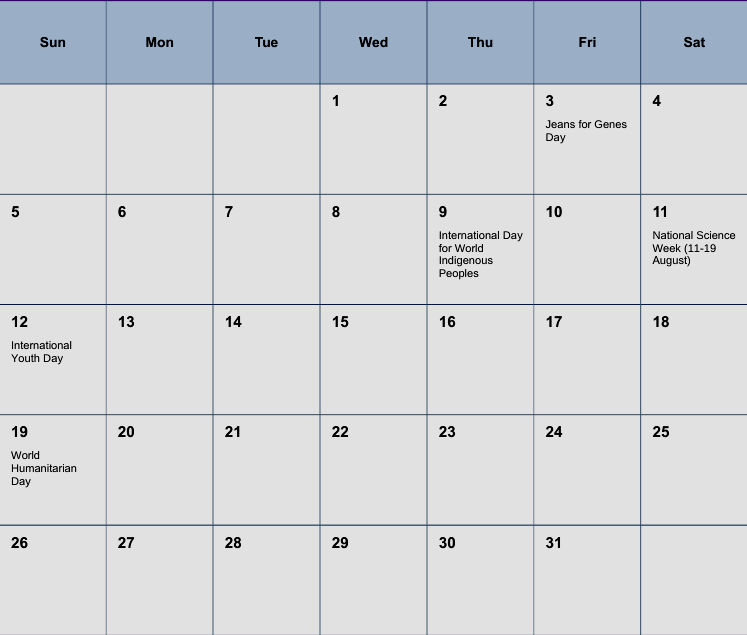 Sun Mon Tue Wed Thu Fri Sat
1 2 3 4
Jeans for Genes
Day
5 6 7 8 9 10 11
International Day
for World
Indigenous
Peoples
National Science
Week (11-19
August)
12 13 14 15 16 17 18
International
Youth Day
19 20 21 22 23 24 25
World
Humanitarian
Day
26 27 28 29 30 31